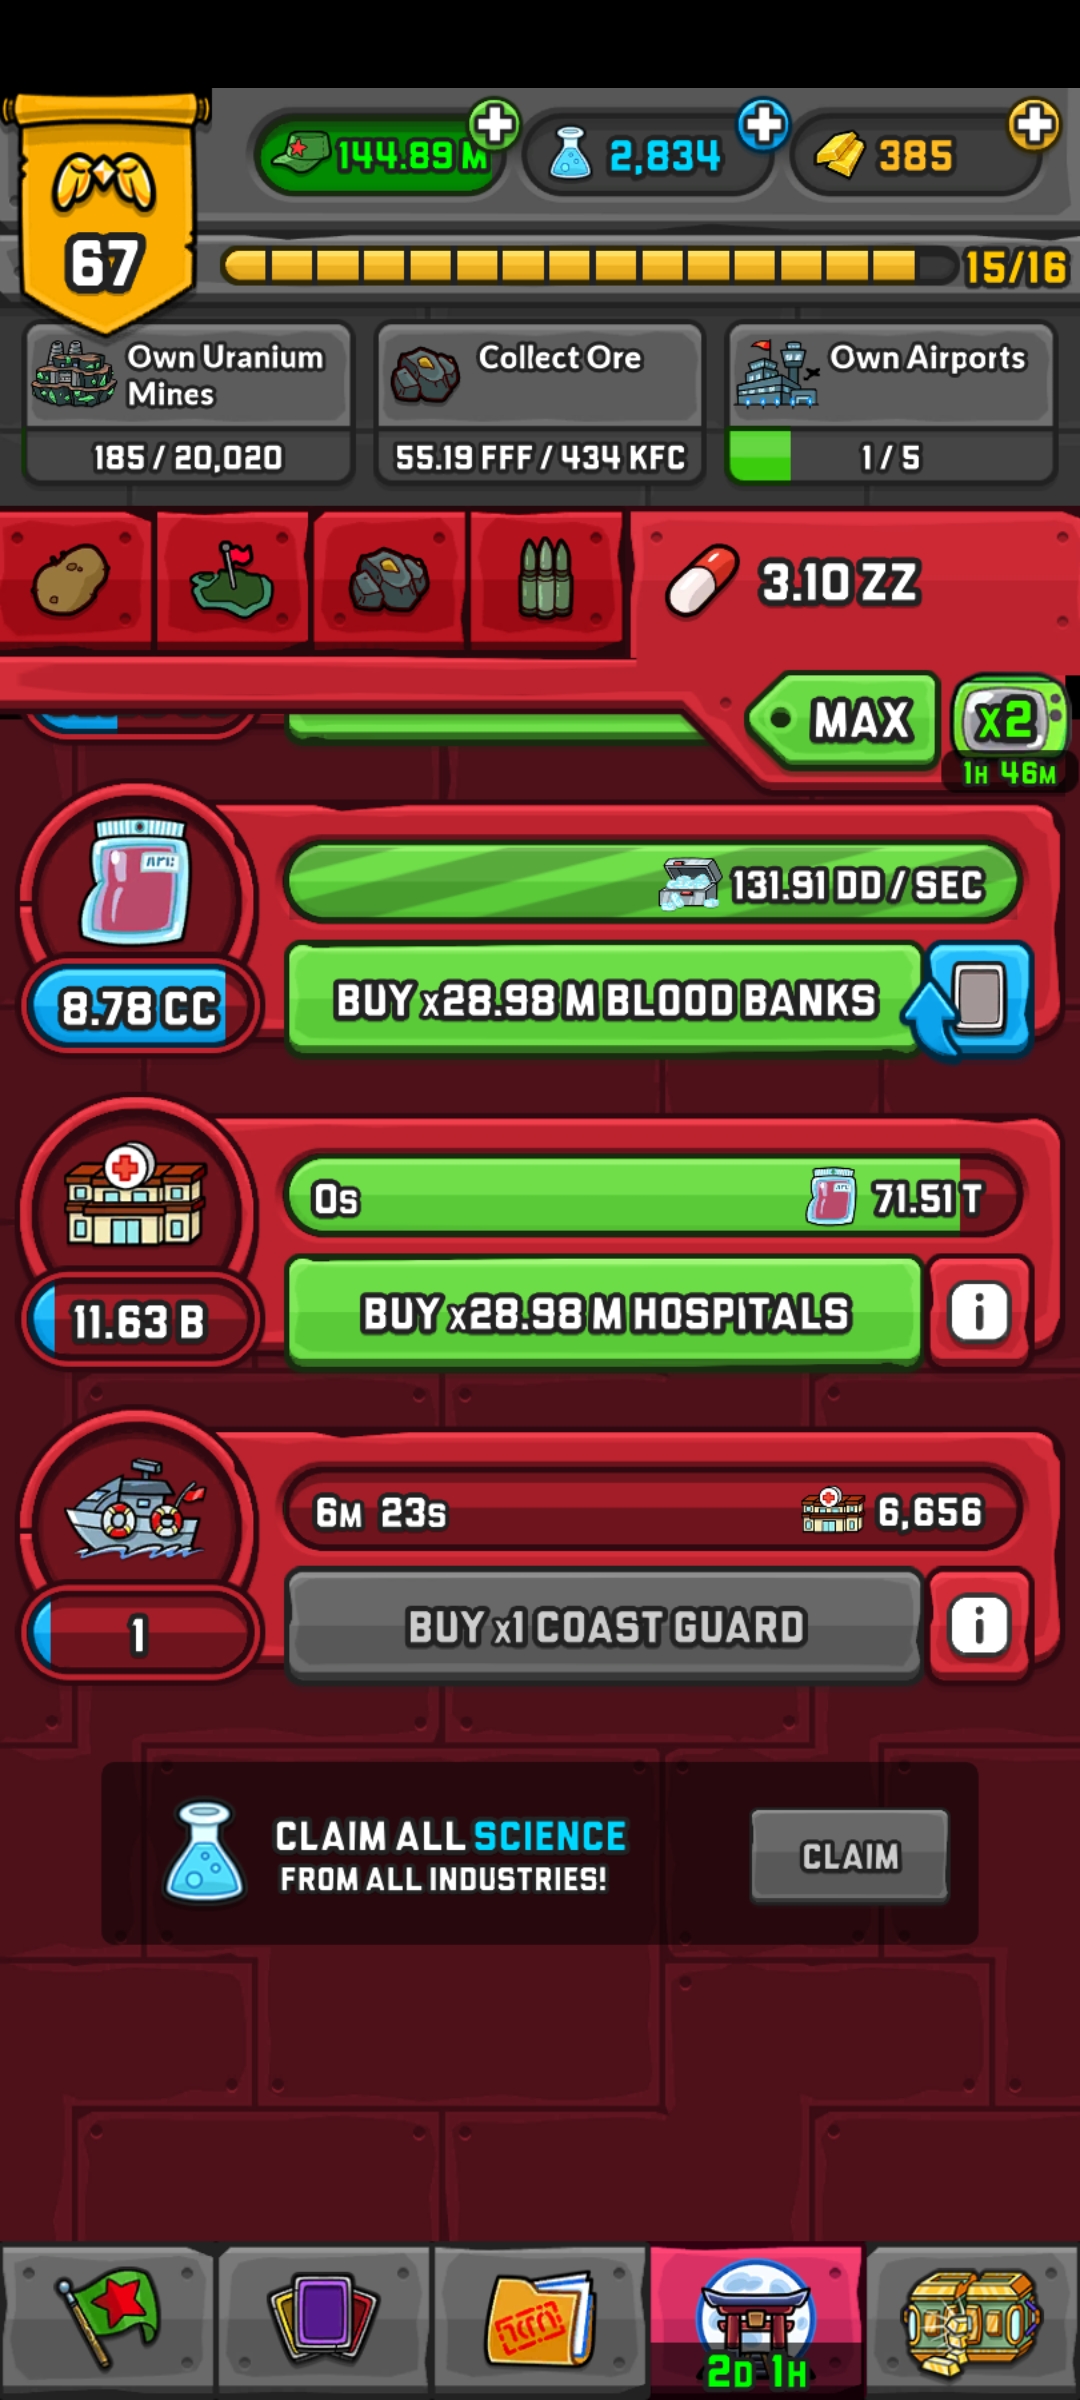 144.89 M
2,834
385
67
15/16
Own Uranium
Mines
185 / 20,020
Collect Ore
55.19 FFF / 434 KFC
Own Airports
1 / 5
3.10 ZZ
MAX
x2
1H 46M
131.91 DD / SEC
8.78 CC
BUY x28.98 M BLOOD BANKS
0s
71.51 T
11.63 B
BUY x28.98 M HOSPITALS
i
6M 23s
6,656
1
BUY x1 COAST GUARD
i
CLAIM ALL SCIENCE
FROM ALL INDUSTRIES!
CLAIM
2D 1H